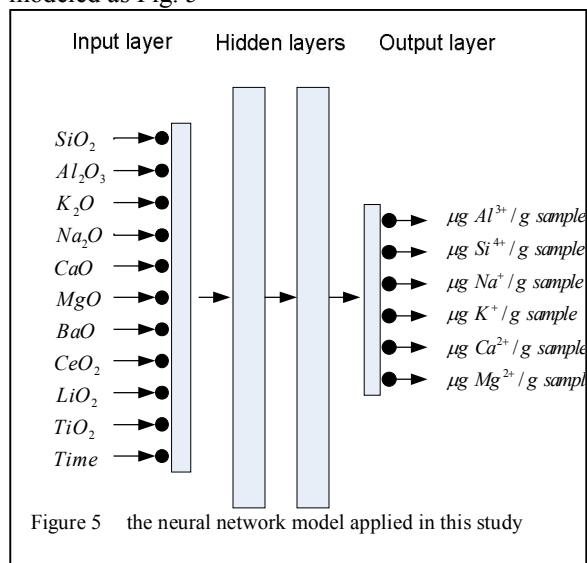 modeled as Fig. 5
Input layer Hidden layers Output layer
SiO₂
Al₂O₃
K₂O
Na₂O
CaO
MgO
BaO
CeO₂
LiO₂
TiO₂
Time
μg Al³⁺/g sample
μg Si⁴⁺/g sample
μg Na⁺/g sample
μg K⁺/g sample
μg Ca²⁺/g sample
μg Mg²⁺/g sampl
Figure 5 the neural network model applied in this study